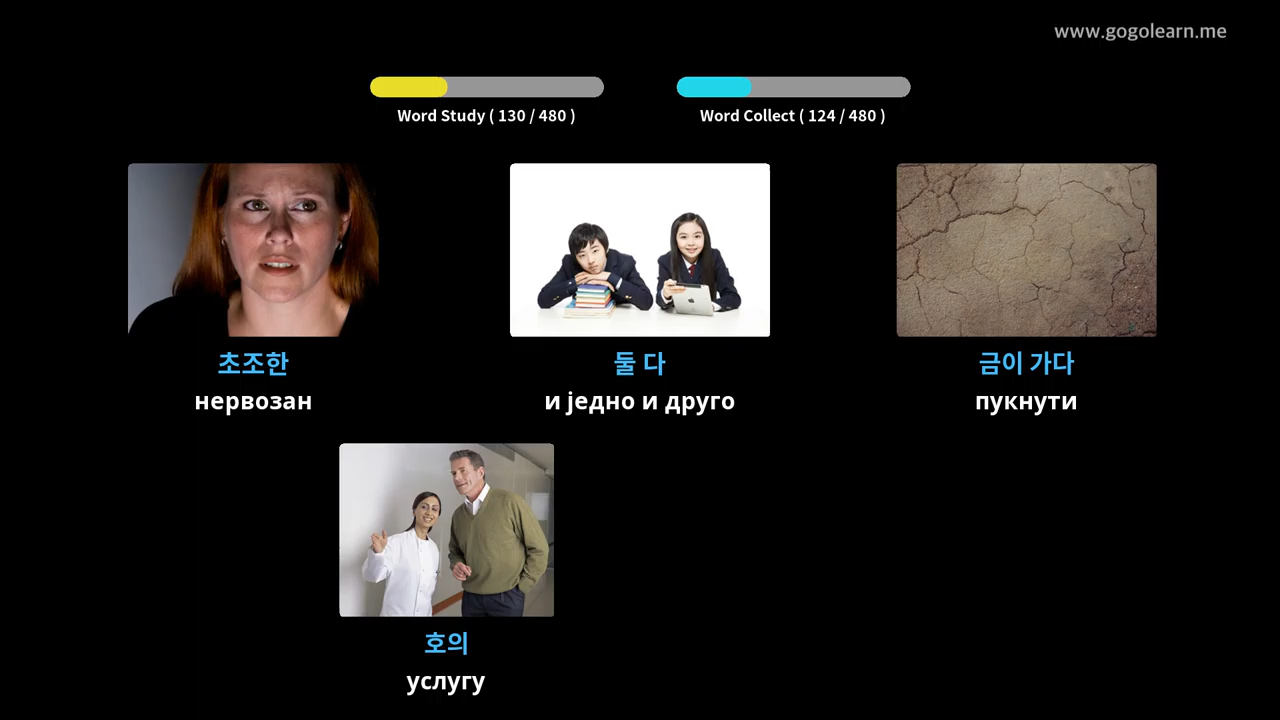 www.gogolearn.me
Word Study ( 130 / 480 )
Word Collect ( 124 / 480 )
초조한
нервозан
둘 다
и једно и друго
금이 가다
пукнути
호의
услугу